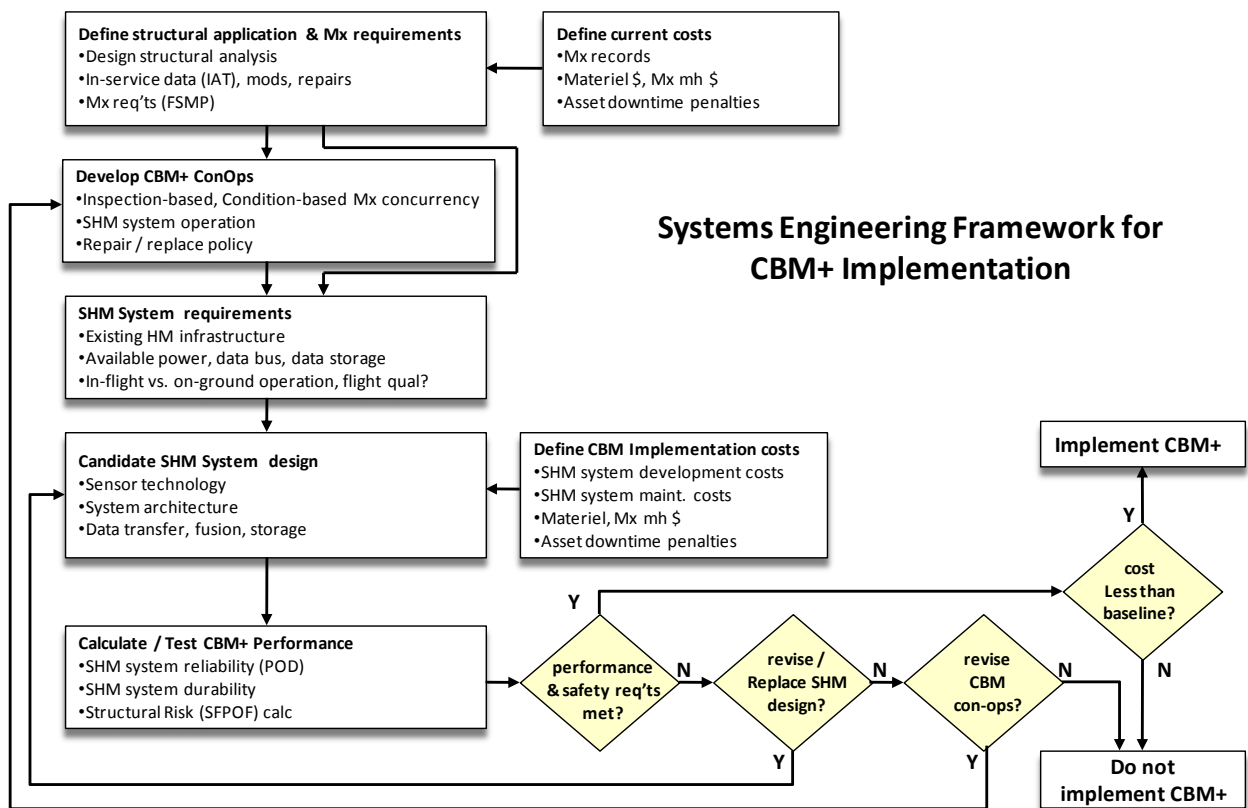 Define structural application & Mx requirements
•Design structural analysis
•In-service data (IAT), mods, repairs
•Mx req'ts (FSMP)
Define current costs
•Mx records
•Materiel $, Mx mh $
•Asset downtime penalties
Develop CBM+ ConOps
•Inspection-based, Condition-based Mx concurrency
•SHM system operation
•Repair / replace policy
Systems Engineering Framework for
CBM+ Implementation
SHM System requirements
•Existing HM infrastructure
•Available power, data bus, data storage
•In-flight vs. on-ground operation, flight qual?
Candidate SHM System design
•Sensor technology
•System architecture
•Data transfer, fusion, storage
Define CBM Implementation costs
•SHM system development costs
•SHM system maint. costs
•Materiel, Mx mh $
•Asset downtime penalties
Implement CBM+
Y
cost
Less than
baseline?
N
Calculate / Test CBM+ Performance
•SHM system reliability (POD)
•SHM system durability
•Structural Risk (SFPOF) calc
Y
performance
& safety req'ts
met?
N
revise /
Replace SHM
design?
N
Y
revise
CBM
con-ops?
N
Y
Do not
implement CBM+